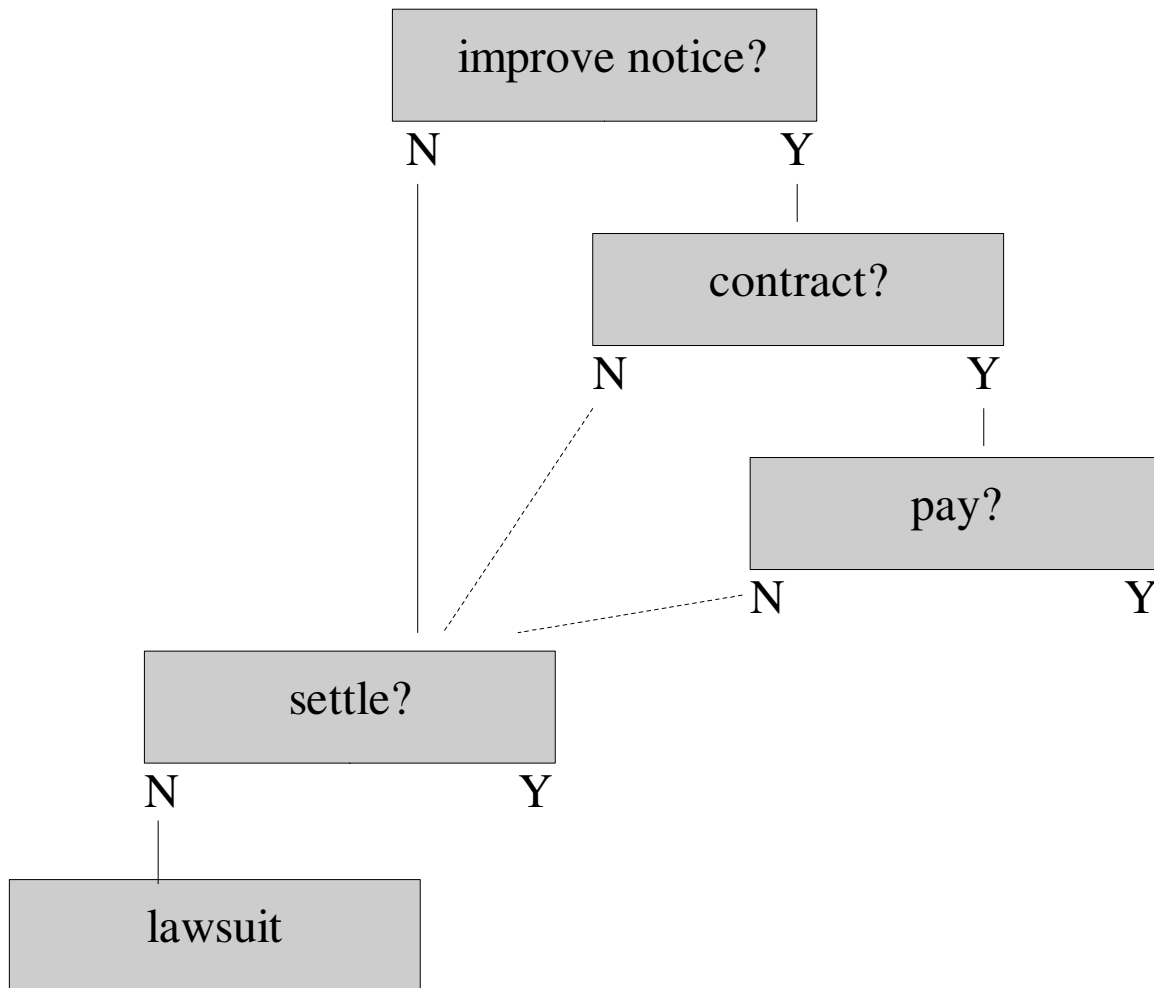 improve notice?
N Y
contract?
N Y
pay?
N Y
settle?
N Y
lawsuit